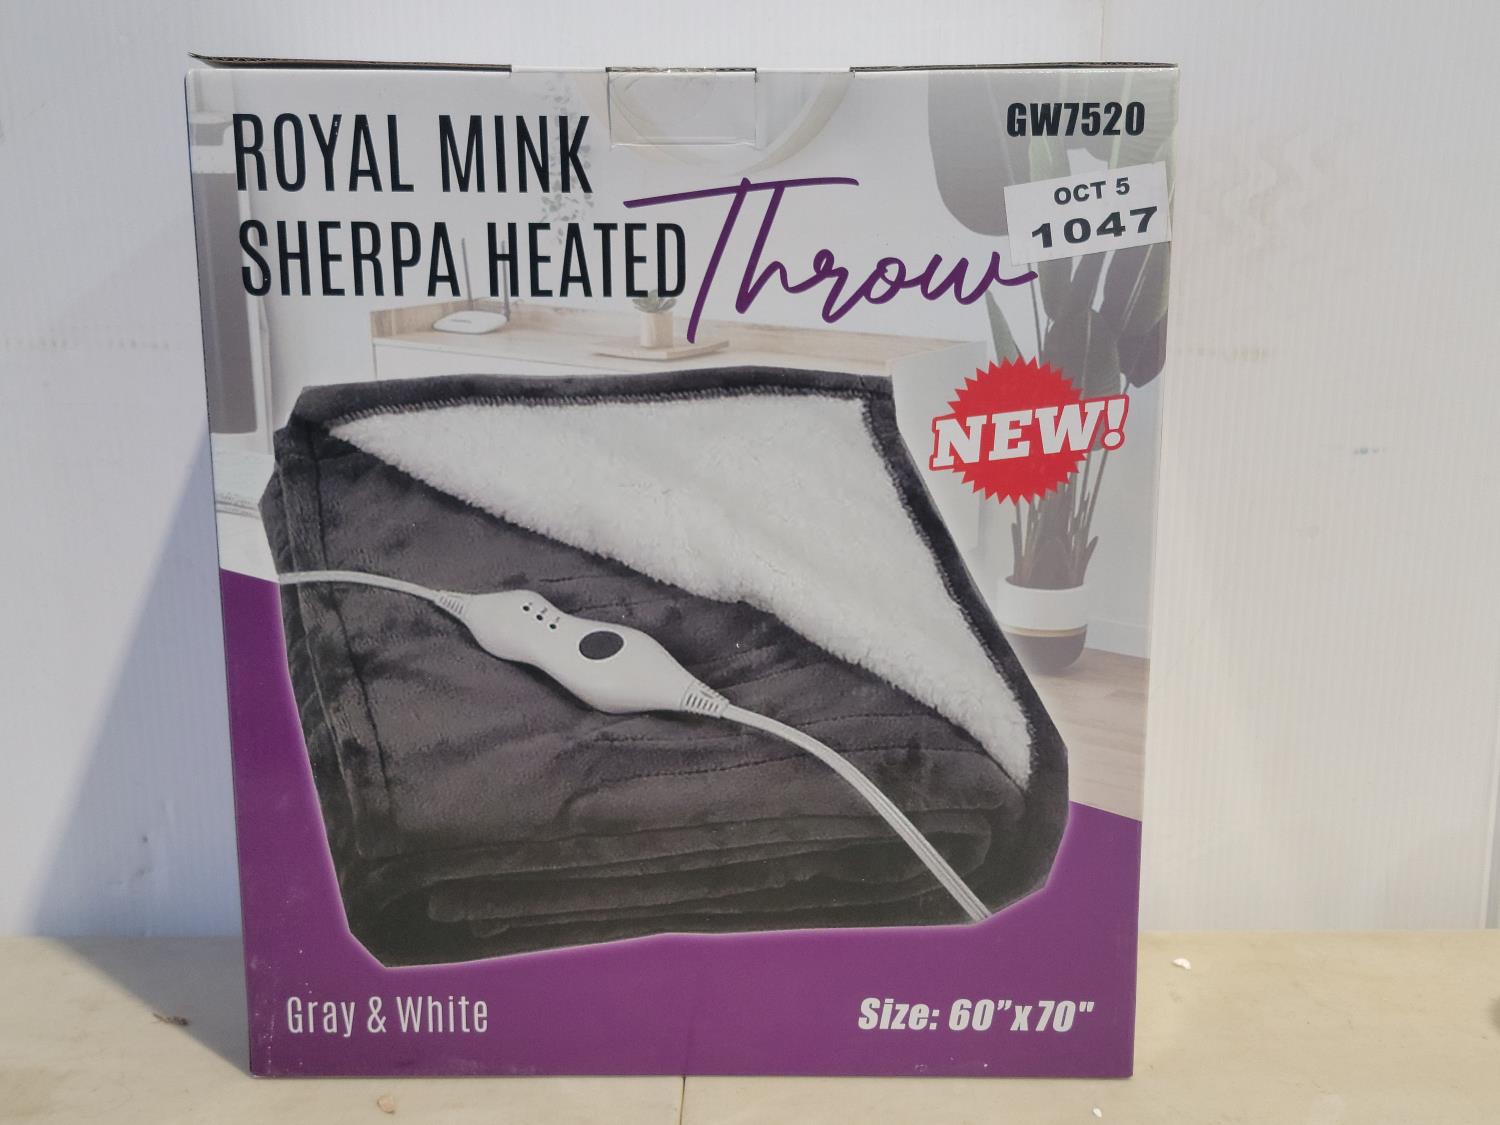 ROYAL MINK
SHERPA HEATED Throw
GW7520
OCT 5
1047
NEW!
Gray & White
Size: 60”x70"